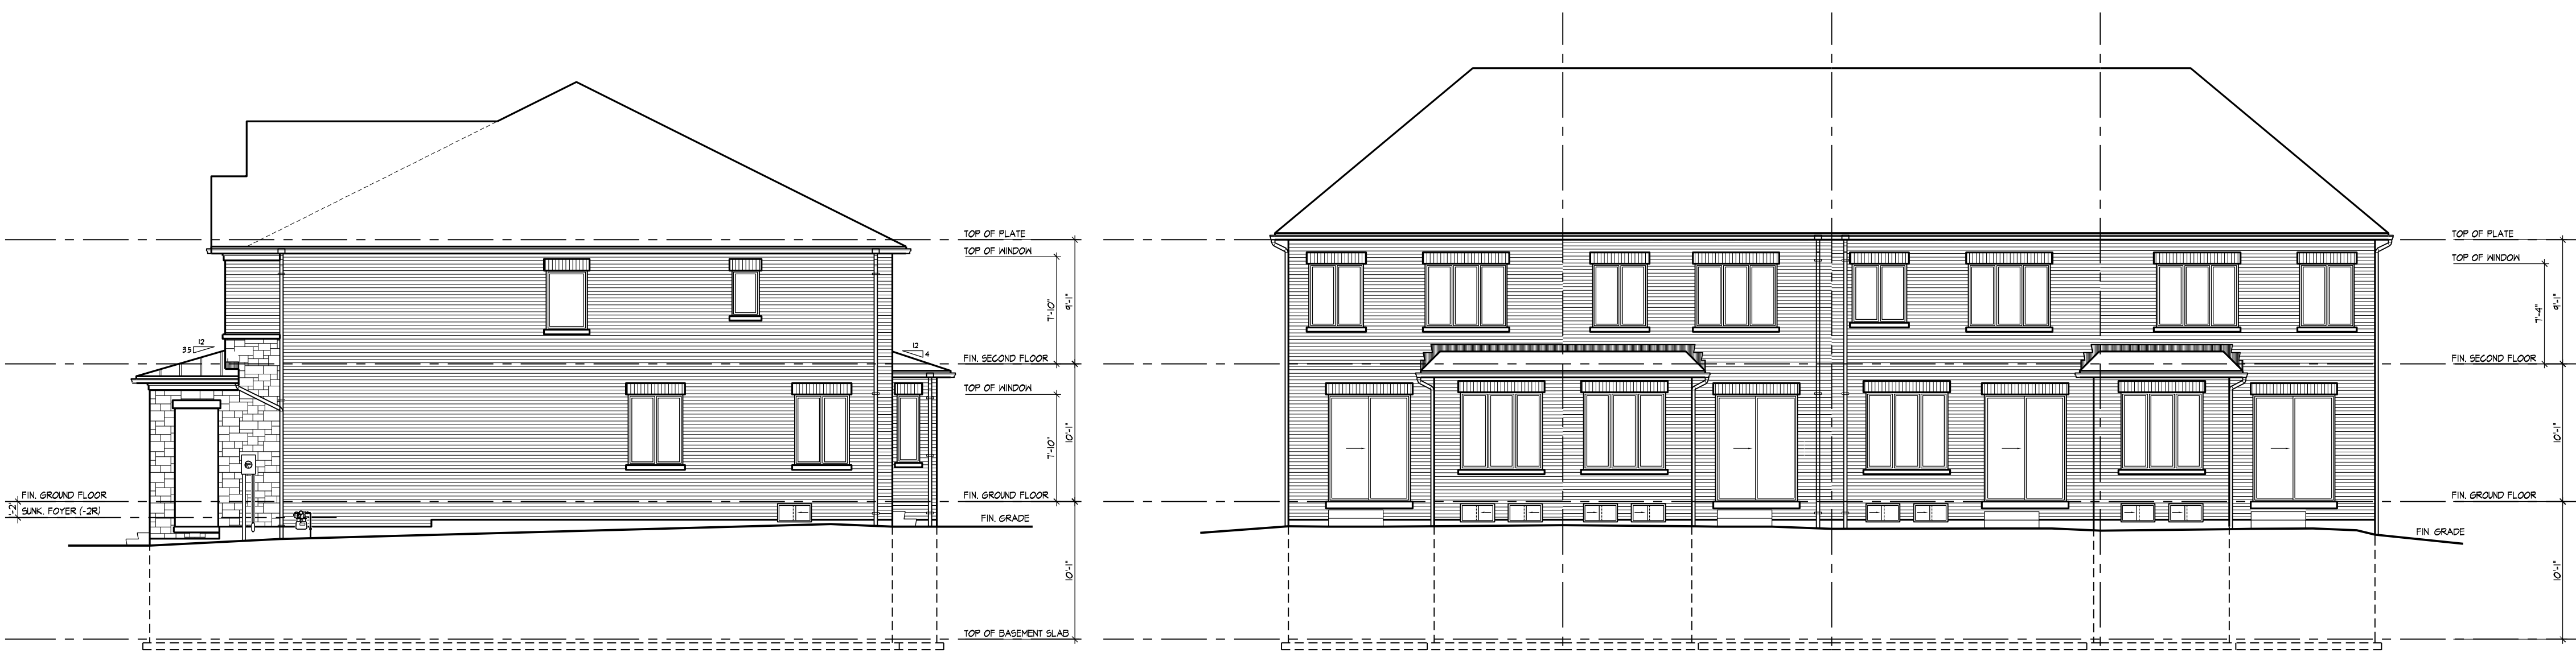 TOP OF PLATE
TOP OF WINDOW
7'-10"
9'-1"
12
3.5
12
4
FIN. SECOND FLOOR
TOP OF WINDOW
7'-10"
10'-1"
FIN. GROUND FLOOR
SUNK. FOYER (-2R)
FIN. GROUND FLOOR
FIN. GRADE
10'-1"
TOP OF BASEMENT SLAB
TOP OF PLATE
TOP OF WINDOW
7'-4"
9'-1"
FIN. SECOND FLOOR
10'-1"
FIN. GROUND FLOOR
FIN GRADE
10'-1"